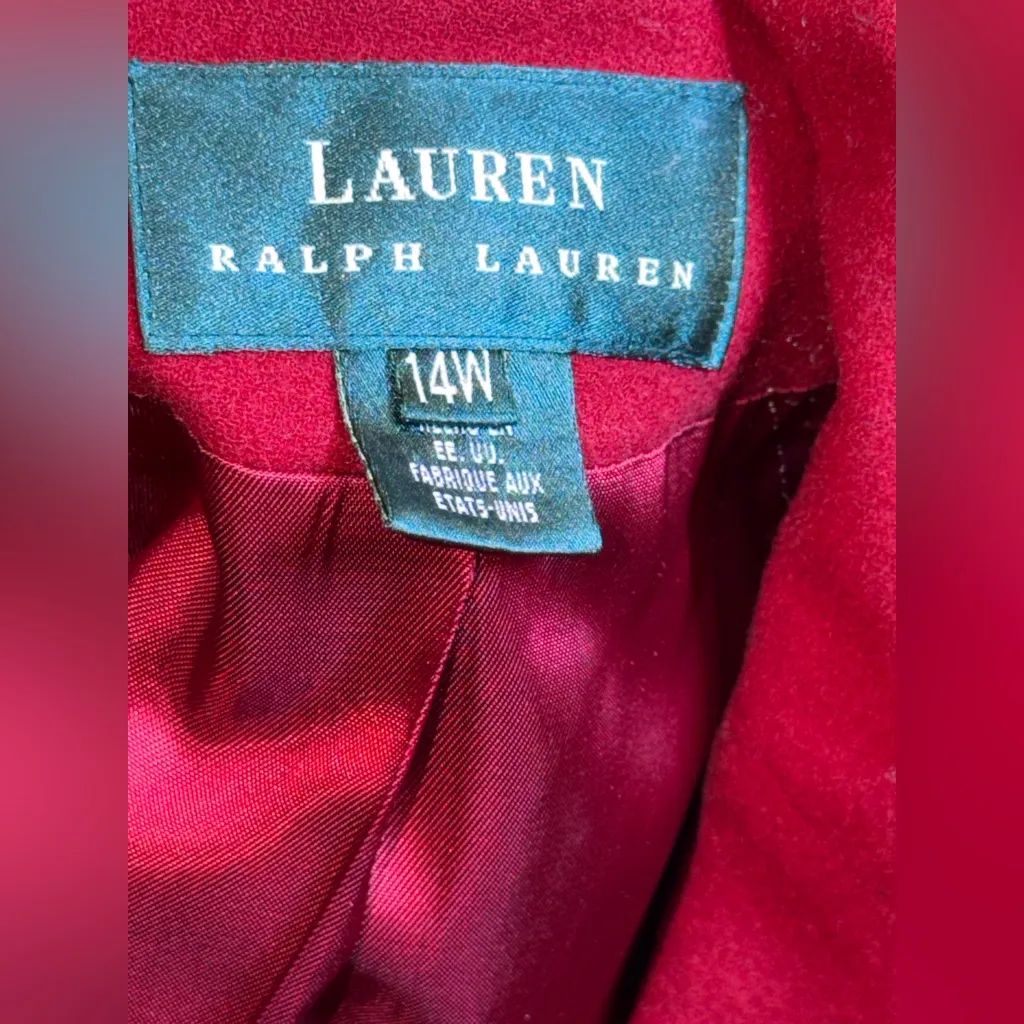 LAUREN
RALPH LAUREN
14W
EE. UU.
FABRIQUE AUX
ETATS-UNIS